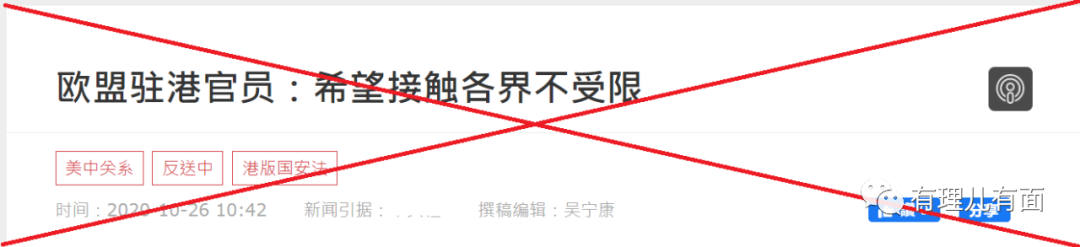 欧盟驻港官员：希望接触各界不受限
美中关系 反送中 港版国安法
时间：2020-10-26 10:42 新闻引据： 撰稿编辑：吴宁康
分享
有理儿有面